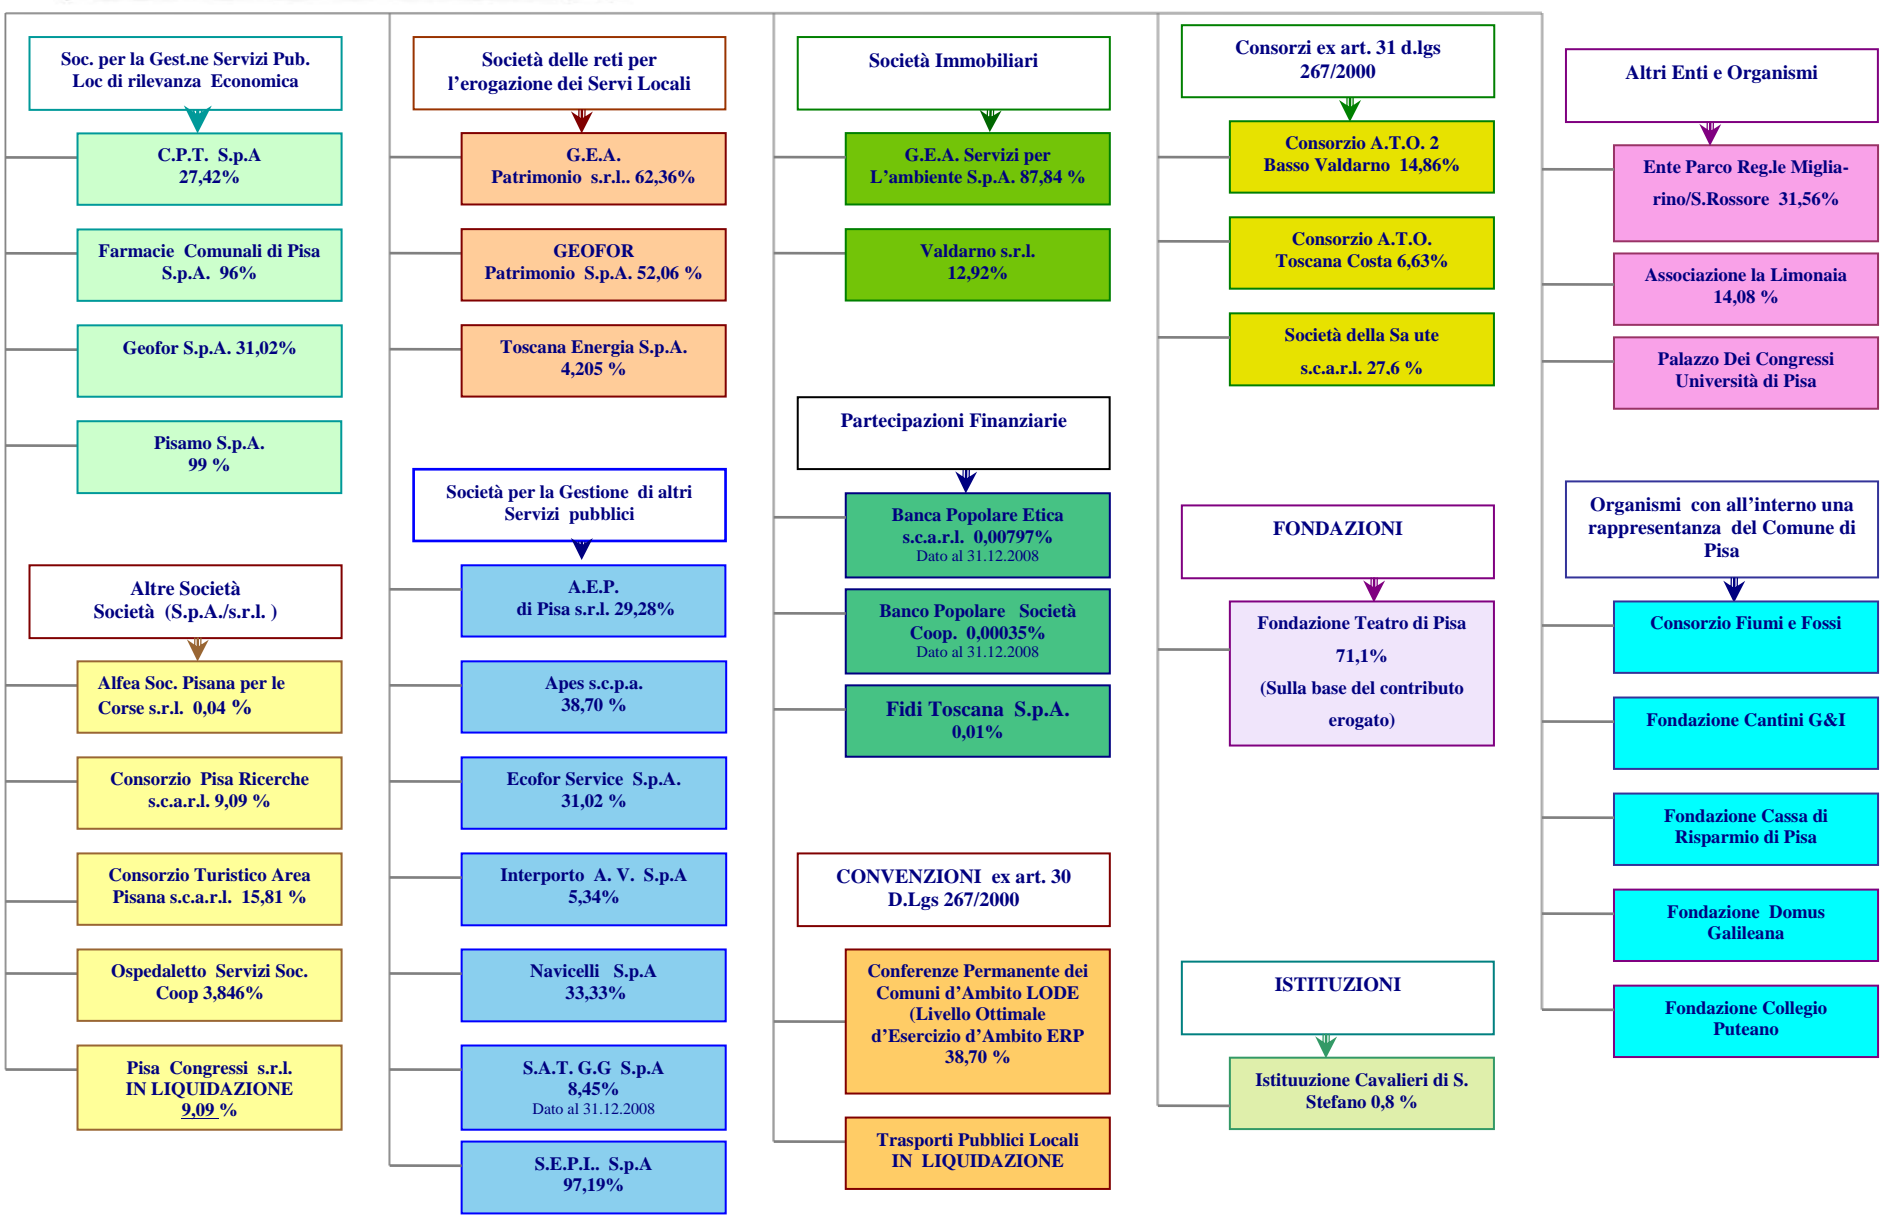 Soc. per la Gest.ne Servizi Pub.
Loc di rilevanza Economica
C.P.T. S.p.A
27,42%
Farmacie Comunali di Pisa
S.p.A. 96%
Geofor S.p.A. 31,02%
Pisamo S.p.A.
99 %
Altre Società
Società (S.p.A./s.r.l. )
Alfea Soc. Pisana per le
Corse s.r.l. 0,04 %
Consorzio Pisa Ricerche
s.c.a.r.l. 9,09 %
Consorzio Turistico Area
Pisana s.c.a.r.l. 15,81 %
Ospedaletto Servizi Soc.
Coop 3,846%
Pisa Congressi s.r.l.
IN LIQUIDAZIONE
9,09 %
Società delle reti per
l'erogazione dei Servi Locali
G.E.A.
Patrimonio s.r.l.. 62,36%
GEOFOR
Patrimonio S.p.A. 52,06 %
Toscana Energia S.p.A.
4,205 %
Società per la Gestione di altri
Servizi pubblici
A.E.P.
di Pisa s.r.l. 29,28%
Apes s.c.p.a.
38,70 %
Ecofor Service S.p.A.
31,02 %
Interporto A. V. S.p.A
5,34%
Navicelli S.p.A
33,33%
S.A.T. G.G S.p.A
8,45%
Dato al 31.12.2008
S.E.P.I.. S.p.A
97,19%
Società Immobiliari
G.E.A. Servizi per
L'ambiente S.p.A. 87,84 %
Valdarno s.r.l.
12,92%
Partecipazioni Finanziarie
Banca Popolare Etica
s.c.a.r.l. 0,00797%
Dato al 31.12.2008
Banco Popolare Società
Coop. 0,00035%
Dato al 31.12.2008
Fidi Toscana S.p.A.
0,01%
CONVENZIONI ex art. 30
D.Lgs 267/2000
Conferenze Permanente dei
Comuni d'Ambito LODE
(Livello Ottimale
d'Esercizio d'Ambito ERP
38,70 %
Trasporti Pubblici Locali
IN LIQUIDAZIONE
Consorzi ex art. 31 d.lgs
267/2000
Consorzio A.T.O. 2
Basso Valdarno 14,86%
Consorzio A.T.O.
Toscana Costa 6,63%
Società della Sa ute
s.c.a.r.l. 27,6 %
FONDAZIONI
Fondazione Teatro di Pisa
71,1%
(Sulla base del contributo
erogato)
ISTITUZIONI
Istituuzione Cavalieri di S.
Stefano 0,8 %
Altri Enti e Organismi
Ente Parco Reg.le Miglia-
rino/S.Rossore 31,56%
Associazione la Limonaia
14,08 %
Palazzo Dei Congressi
Università di Pisa
Organismi con all'interno una
rappresentanza del Comune di
Pisa
Consorzio Fiumi e Fossi
Fondazione Cantini G&I
Fondazione Cassa di
Risparmio di Pisa
Fondazione Domus
Galileana
Fondazione Collegio
Puteano